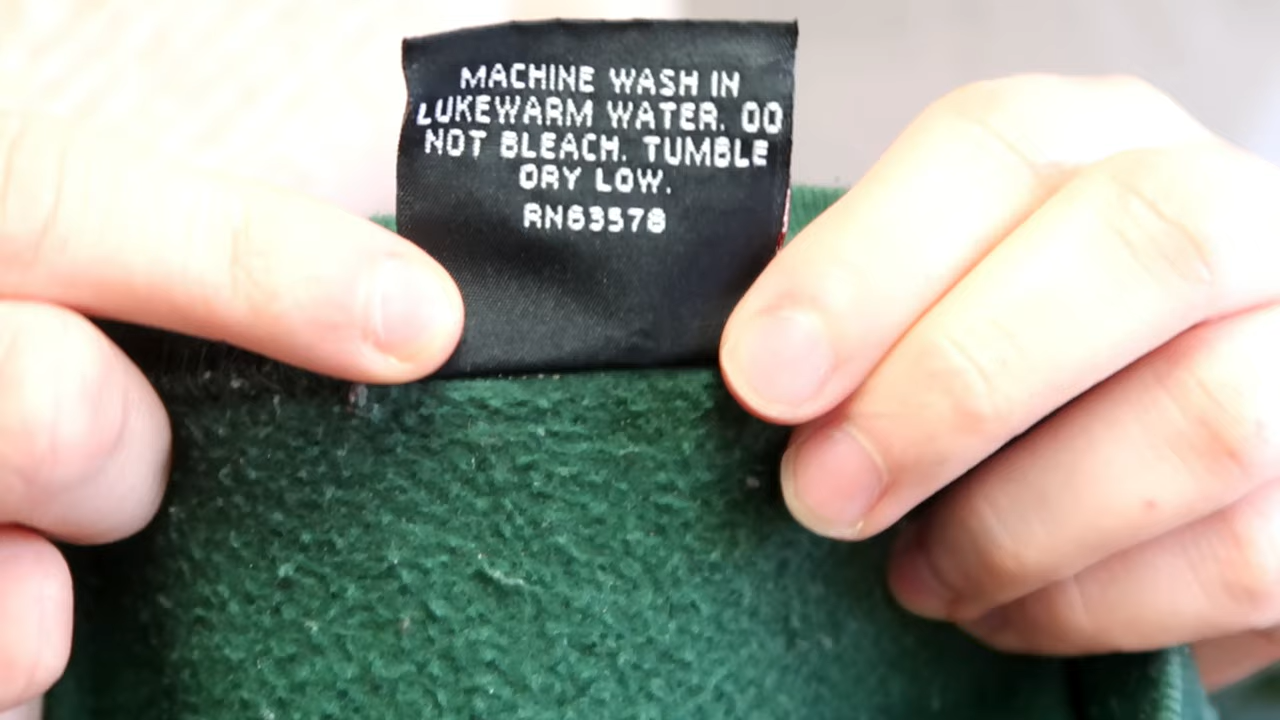 MACHINE WASH IN
LUKEWARM WATER. DO
NOT BLEACH. TUMBLE
DRY LOW.
RN63578